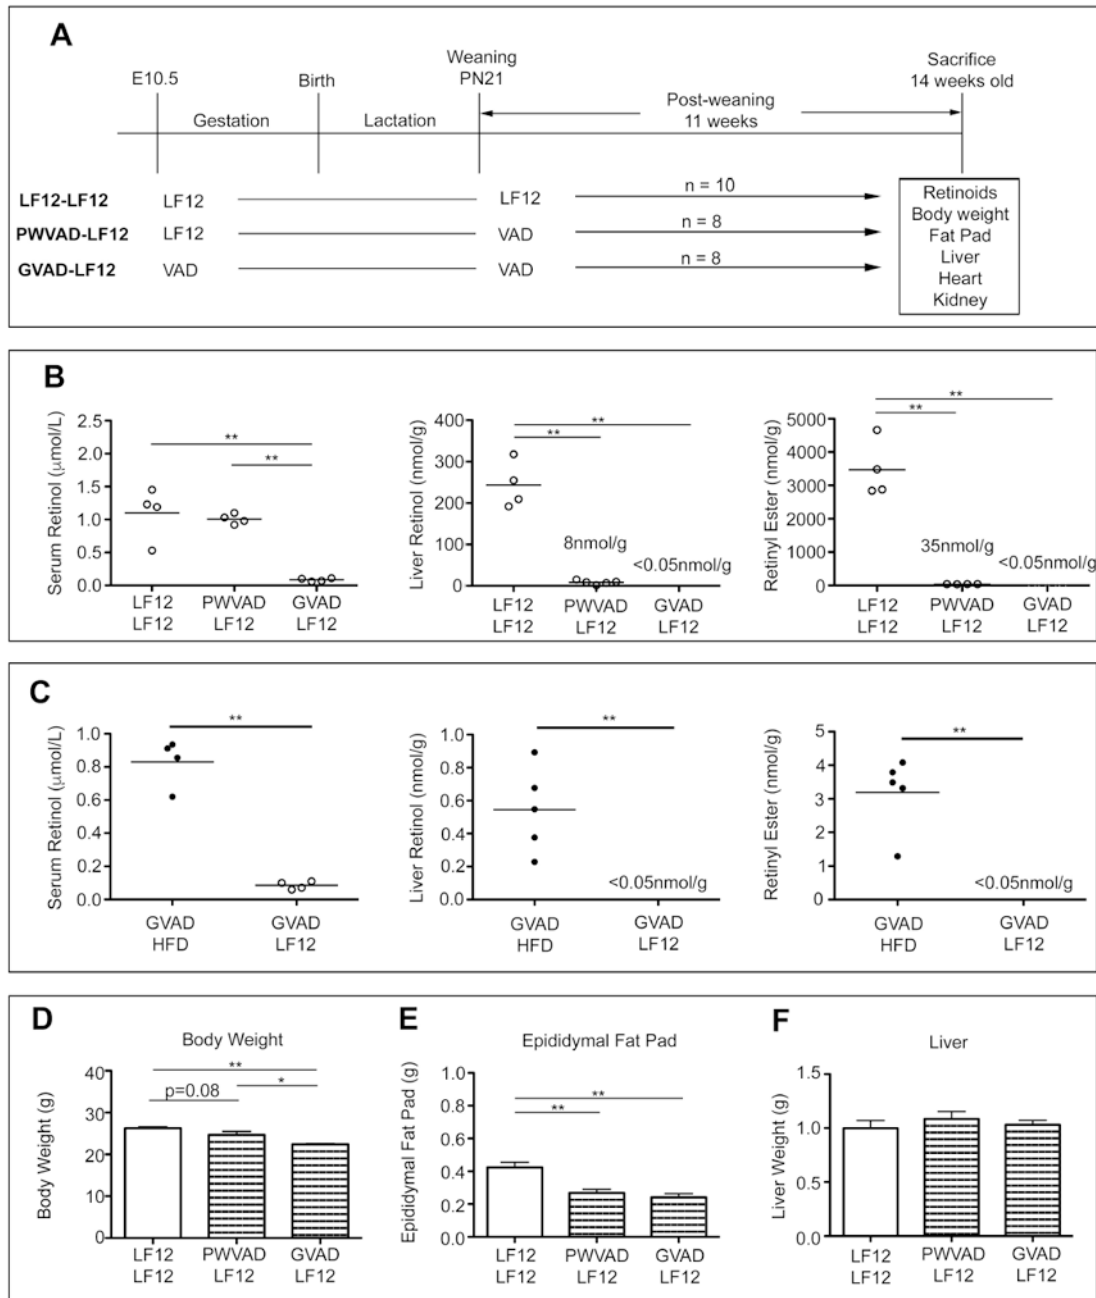 A
E10.5
Birth
Weaning
PN21
Sacrifice
14 weeks old
Gestation
Lactation
Post-weaning
11 weeks
LF12-LF12 LF12 LF12 n = 10
PWVAD-LF12 LF12 VAD n = 8
GVAD-LF12 VAD VAD n = 8
Retinoids
Body weight
Fat Pad
Liver
Heart
Kidney
B
Serum Retinol (μmol/L)
2.5
2.0
1.5
1.0
0.5
0.0
**
**
LF12 PWVAD GVAD
LF12 LF12 LF12
Liver Retinol (nmol/g)
400
300
200
100
0
**
**
8nmol/g
<0.05nmol/g
LF12 PWVAD GVAD
LF12 LF12 LF12
Retinyl Ester (nmol/g)
5000
4000
3000
2000
1000
0
**
**
35nmol/g
<0.05nmol/g
LF12 PWVAD GVAD
LF12 LF12 LF12
C
Serum Retinol (μmol/L)
1.0
0.8
0.6
0.4
0.2
0.0
**
GVAD GVAD
HFD LF12
Liver Retinol (nmol/g)
1.0
0.8
0.6
0.4
0.2
0.0
**
<0.05nmol/g
GVAD GVAD
HFD LF12
Retinyl Ester (nmol/g)
5
4
3
2
1
0
**
<0.05nmol/g
GVAD GVAD
HFD LF12
D
Body Weight
Body Weight (g)
40
30
20
10
0
**
p=0.08
*
LF12 PWVAD GVAD
LF12 LF12 LF12
E
Epididymal Fat Pad
Epididymal Fat Pad (g)
1.0
0.8
0.6
0.4
0.2
0.0
**
**
LF12 PWVAD GVAD
LF12 LF12 LF12
F
Liver
Liver Weight (g)
1.5
1.0
0.5
0.0
LF12 PWVAD GVAD
LF12 LF12 LF12